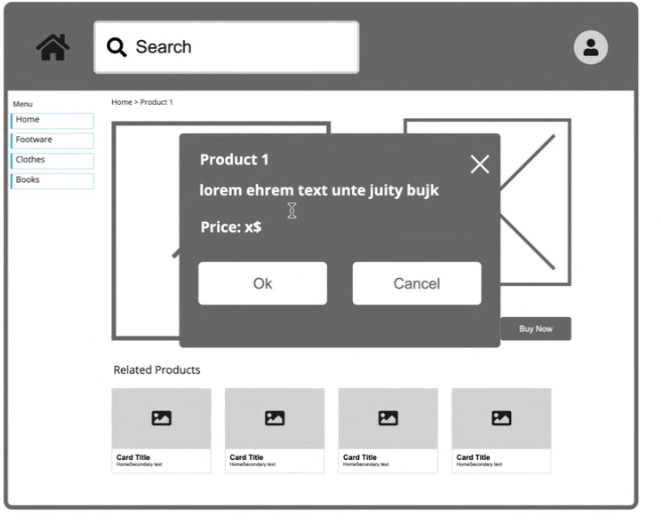 Search
Menu
Home
Footware
Clothes
Books
Home > Product 1
Product 1
lorem ehrem text unte juity bujk
Price: x$
Ok
Cancel
Buy Now
Related Products
Card Title
HomeSecondary text
Card Title
HomeSecondary text
Card Title
HomeSecondary text
Card Title
HomeSecondary text